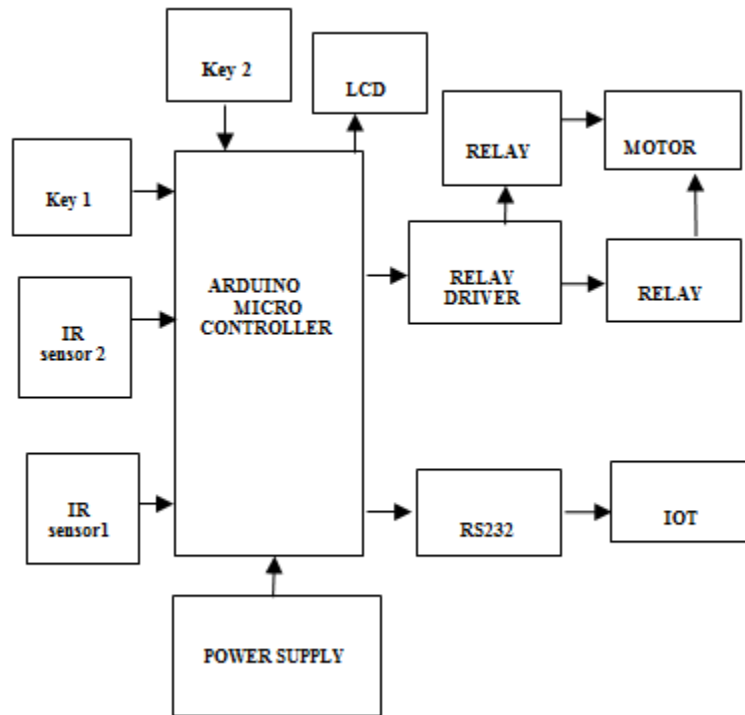 Key 2
LCD
RELAY
MOTOR
Key 1
ARDUINO
MICRO
CONTROLLER
RELAY
DRIVER
RELAY
IR
sensor 2
IR
sensor1
RS232
IOT
POWER SUPPLY